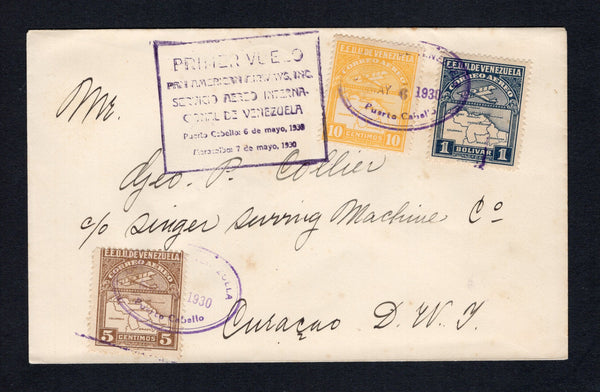 PRIMER VUELO
PAN AMERICAN AIRWAYS, INC.
SERVICIO AEREO INTERNA-
CIONAL DE VENEZUELA
Puerto Cabello: 6 de mayo, 1930
Maracaibo: 7 de mayo, 1930
E.E.U.U. DE VENEZUELA
CORREO AEREO
10 CENTIMOS 10
AY 6 1930
Puerto Cabello
E.E.U.U. DE VENEZUELA
CORREO AEREO
1 BOLIVAR 1
Mr.
Geo. P. Collier
c/o Singer Sewing Machine Co
Curaçao D. W. I.
E.E.U.U. DE VENEZUELA
CORREO AEREO
5 CENTIMOS 5
1930
Puerto Cabello